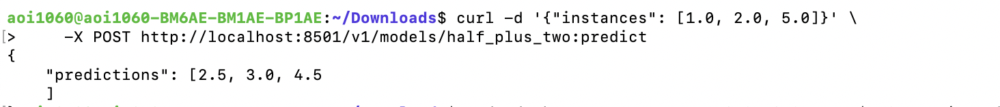 aoi1060@aoi1060-BM6AE-BM1AE-BP1AE:~/Downloads$ curl -d '{"instances": [1.0, 2.0, 5.0]}' \
[>     -X POST http://localhost:8501/v1/models/half_plus_two:predict
{
    "predictions": [2.5, 3.0, 4.5
    ]